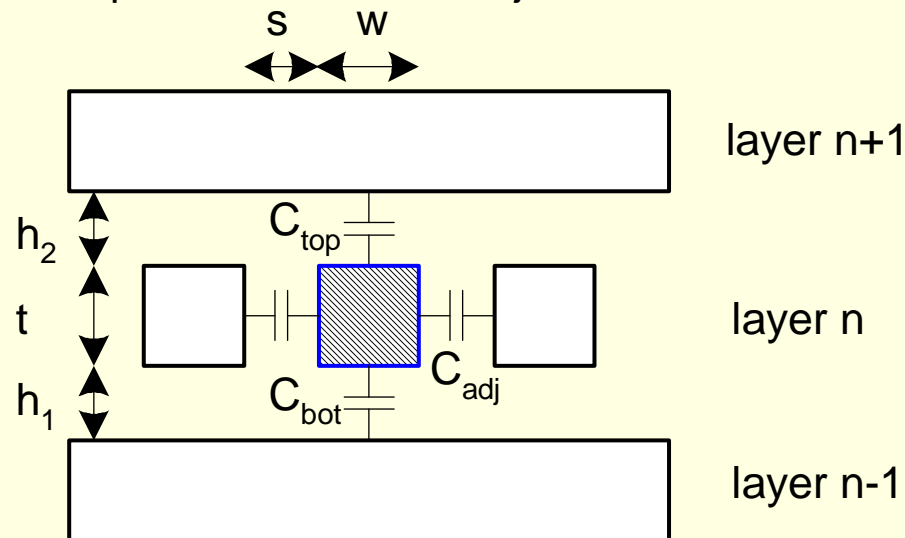 s w
layer n+1
h2
Ctop
t
layer n
Cadj
h1
Cbot
layer n-1